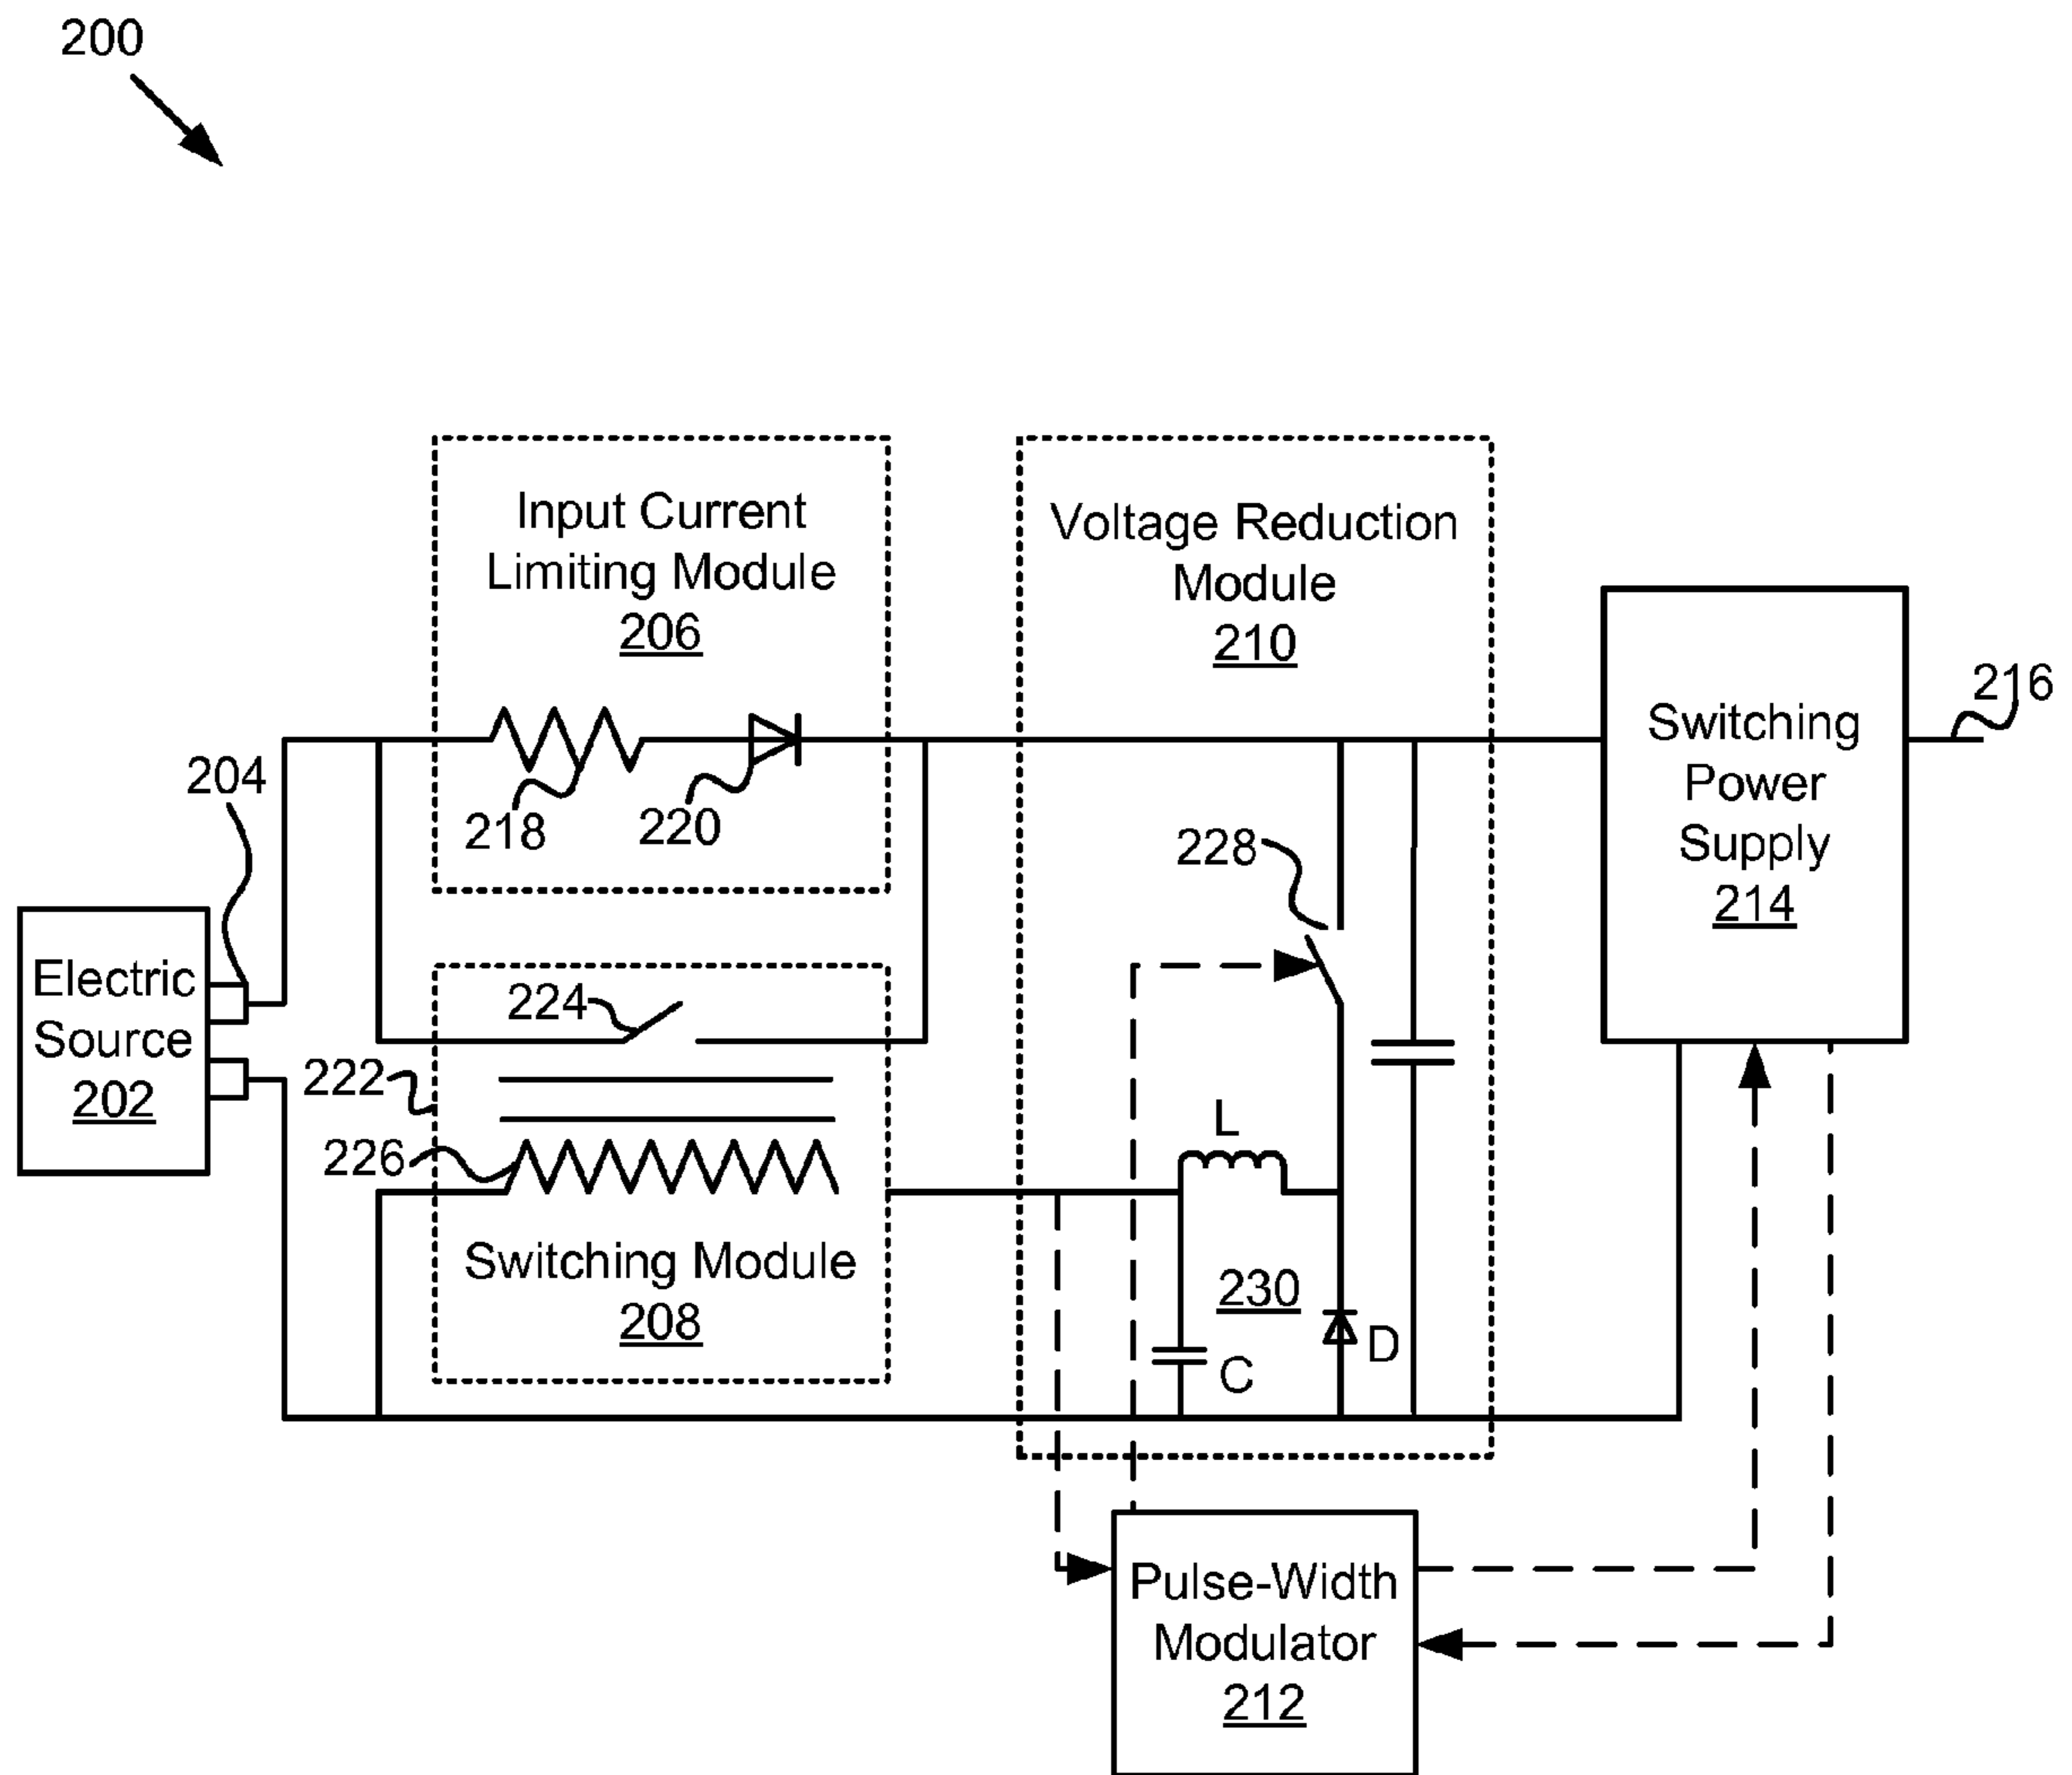 200
Input Current
Limiting Module
206
Voltage Reduction
Module
210
Switching
Power
Supply
214
216
204
218
220
228
Electric
Source
202
224
222
226
L
Switching Module
208
230
C
D
Pulse-Width
Modulator
212